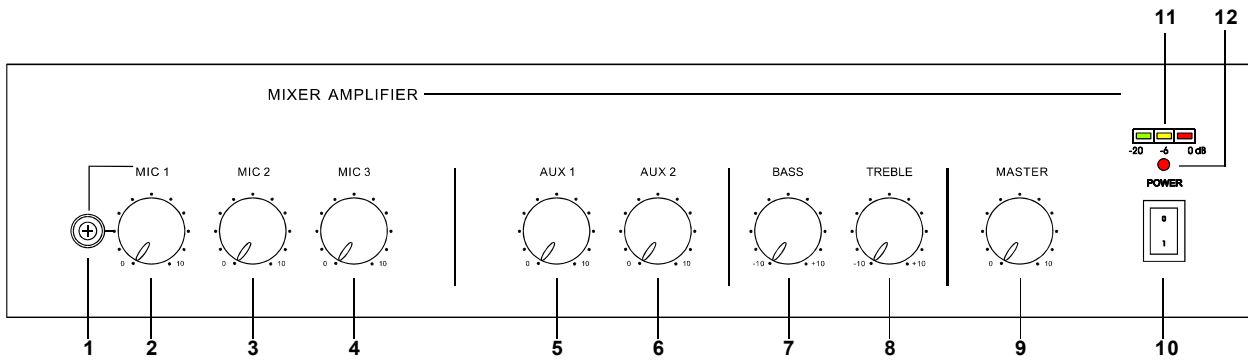 11 12
MIXER AMPLIFIER
-20 -6 0 dB
POWER
MIC 1 MIC 2 MIC 3 AUX 1 AUX 2 BASS TREBLE MASTER
0
1
0 10 0 10 0 10 0 10 0 10 -10 +10 -10 +10 0 10
1 2 3 4 5 6 7 8 9 10